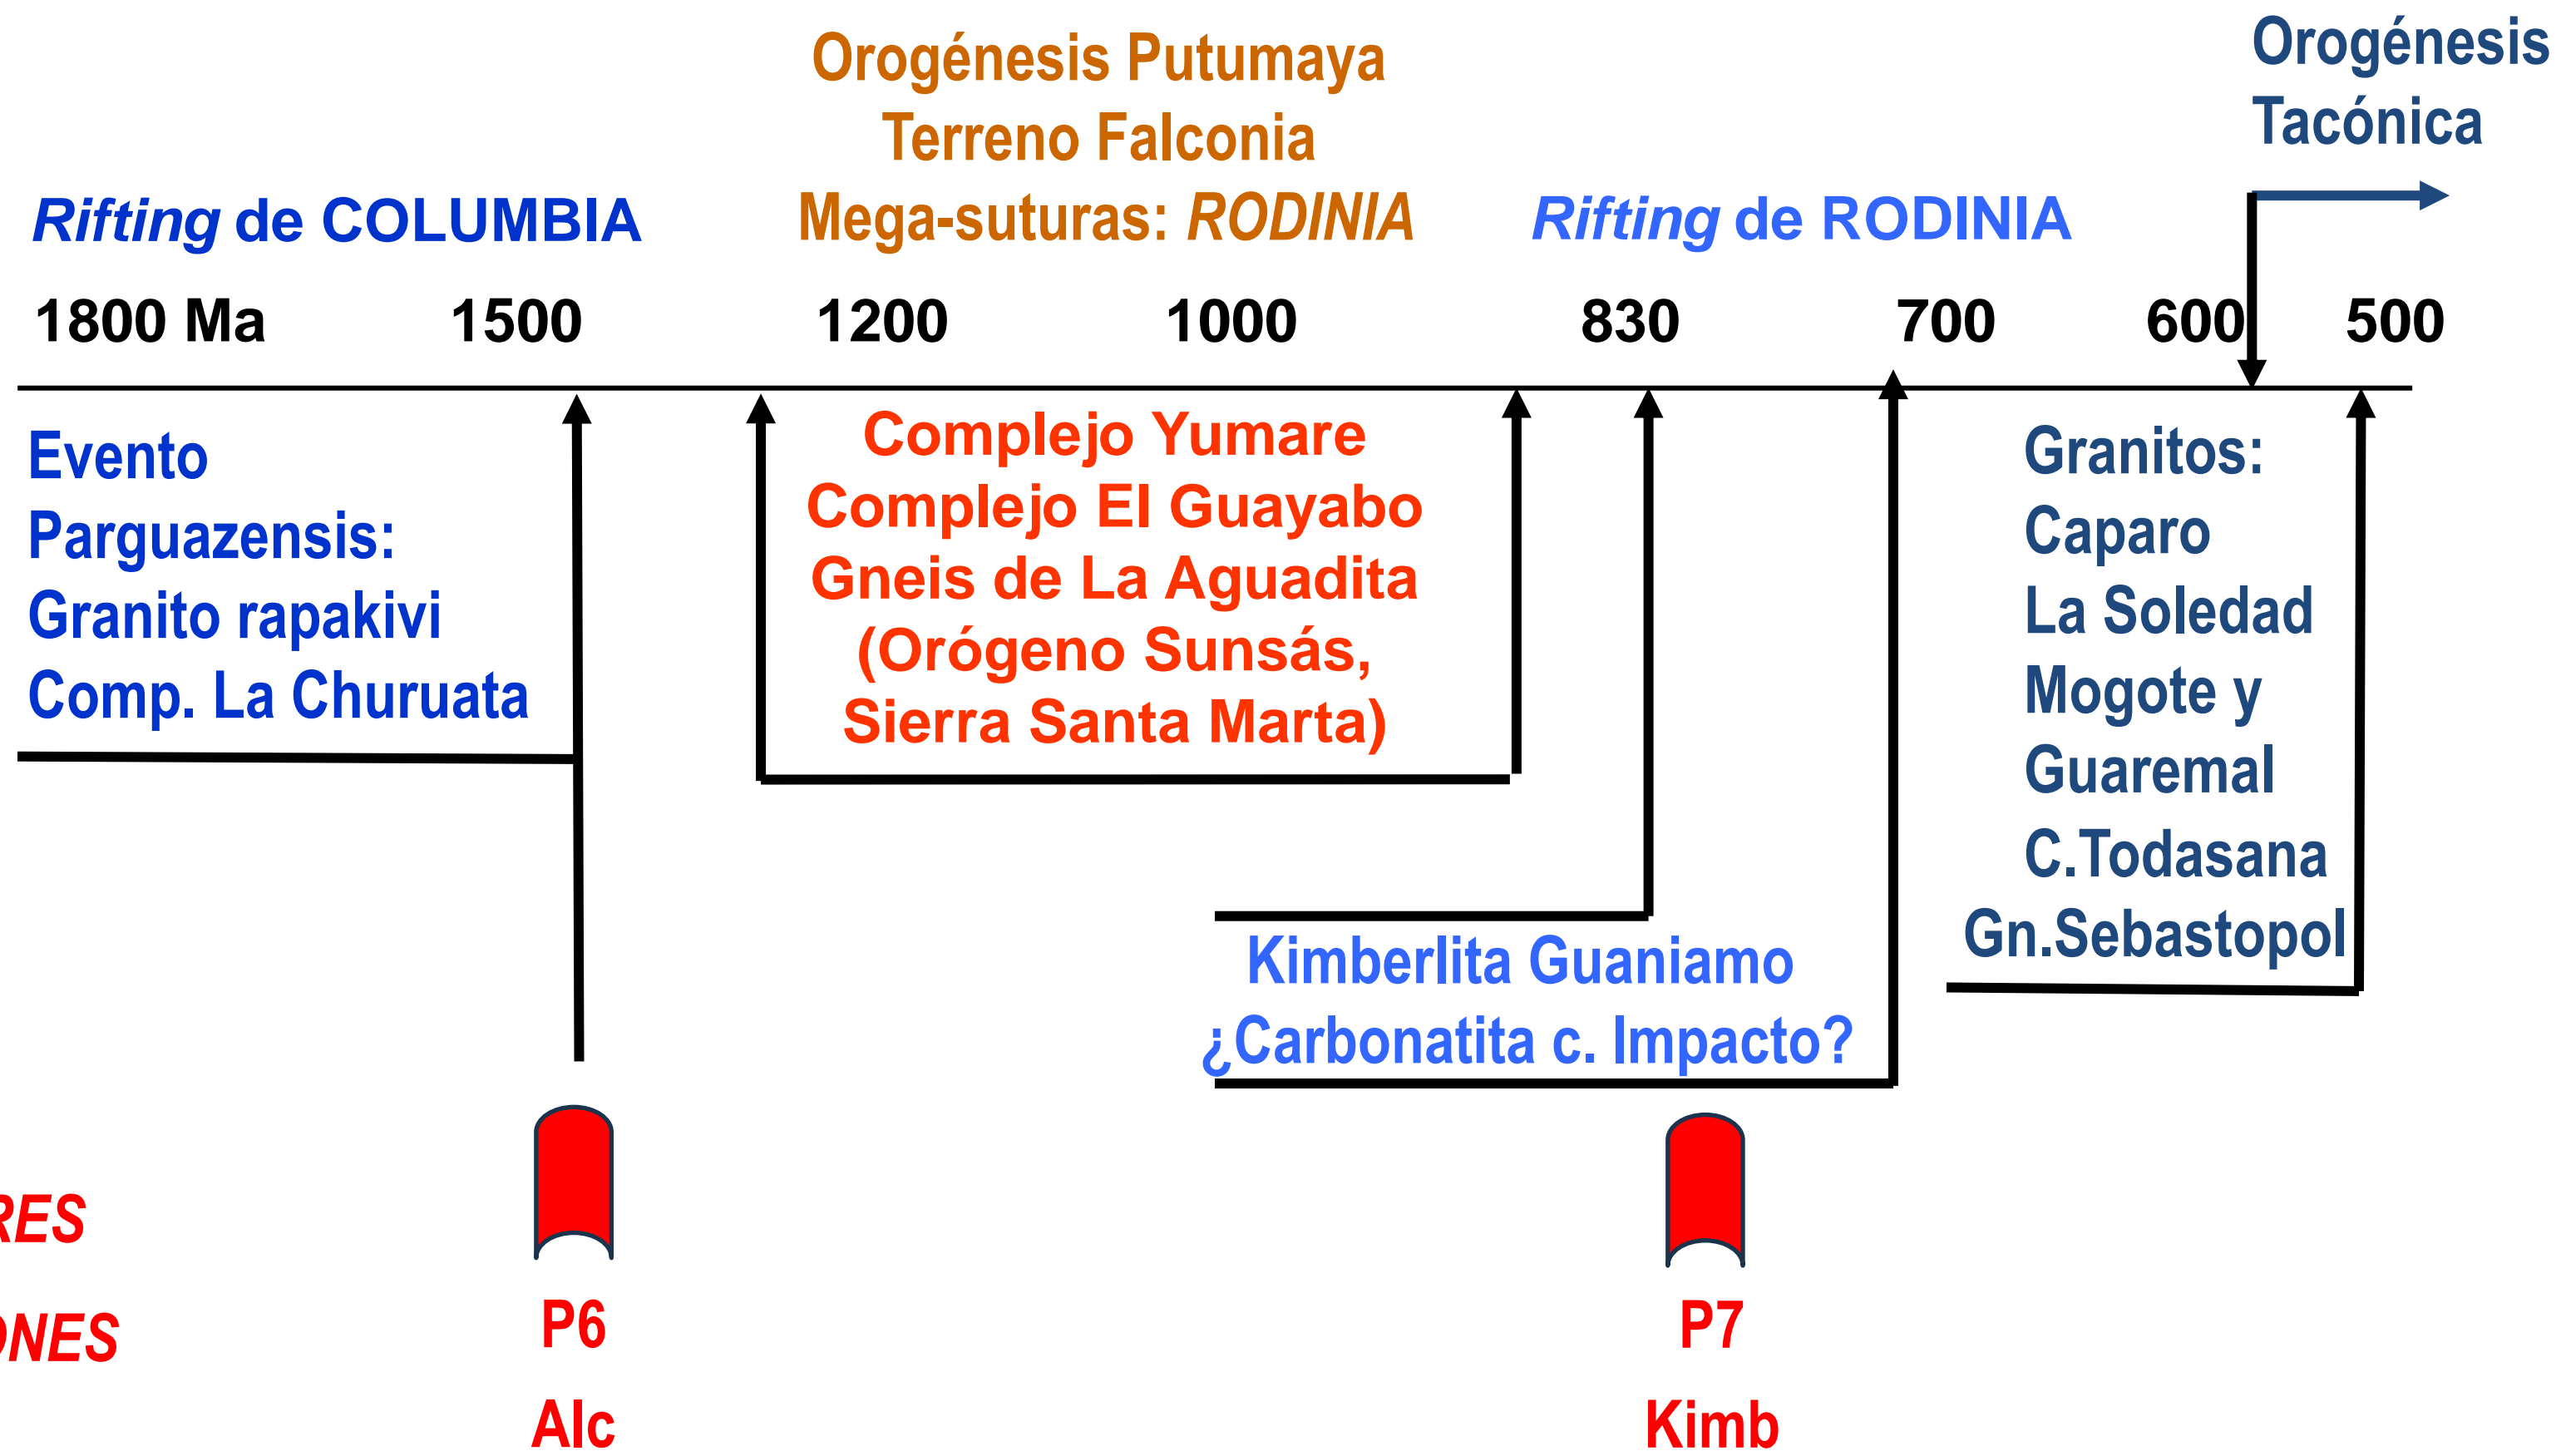 Orogénesis
Tacónica
Orogénesis Putumaya
Terreno Falconia
Mega-suturas: RODINIA
Rifting de COLUMBIA
Rifting de RODINIA
1800 Ma 1500 1200 1000 830 700 600 500
Evento
Parguazensis:
Granito rapakivi
Comp. La Churuata
Complejo Yumare
Complejo El Guayabo
Gneis de La Aguadita
(Orógeno Sunsás,
Sierra Santa Marta)
Kimberlita Guaniamo
¿Carbonatita c. Impacto?
Granitos:
Caparo
La Soledad
Mogote y
Guaremal
C.Todasana
Gn.Sebastopol
P6
Alc
P7
Kimb